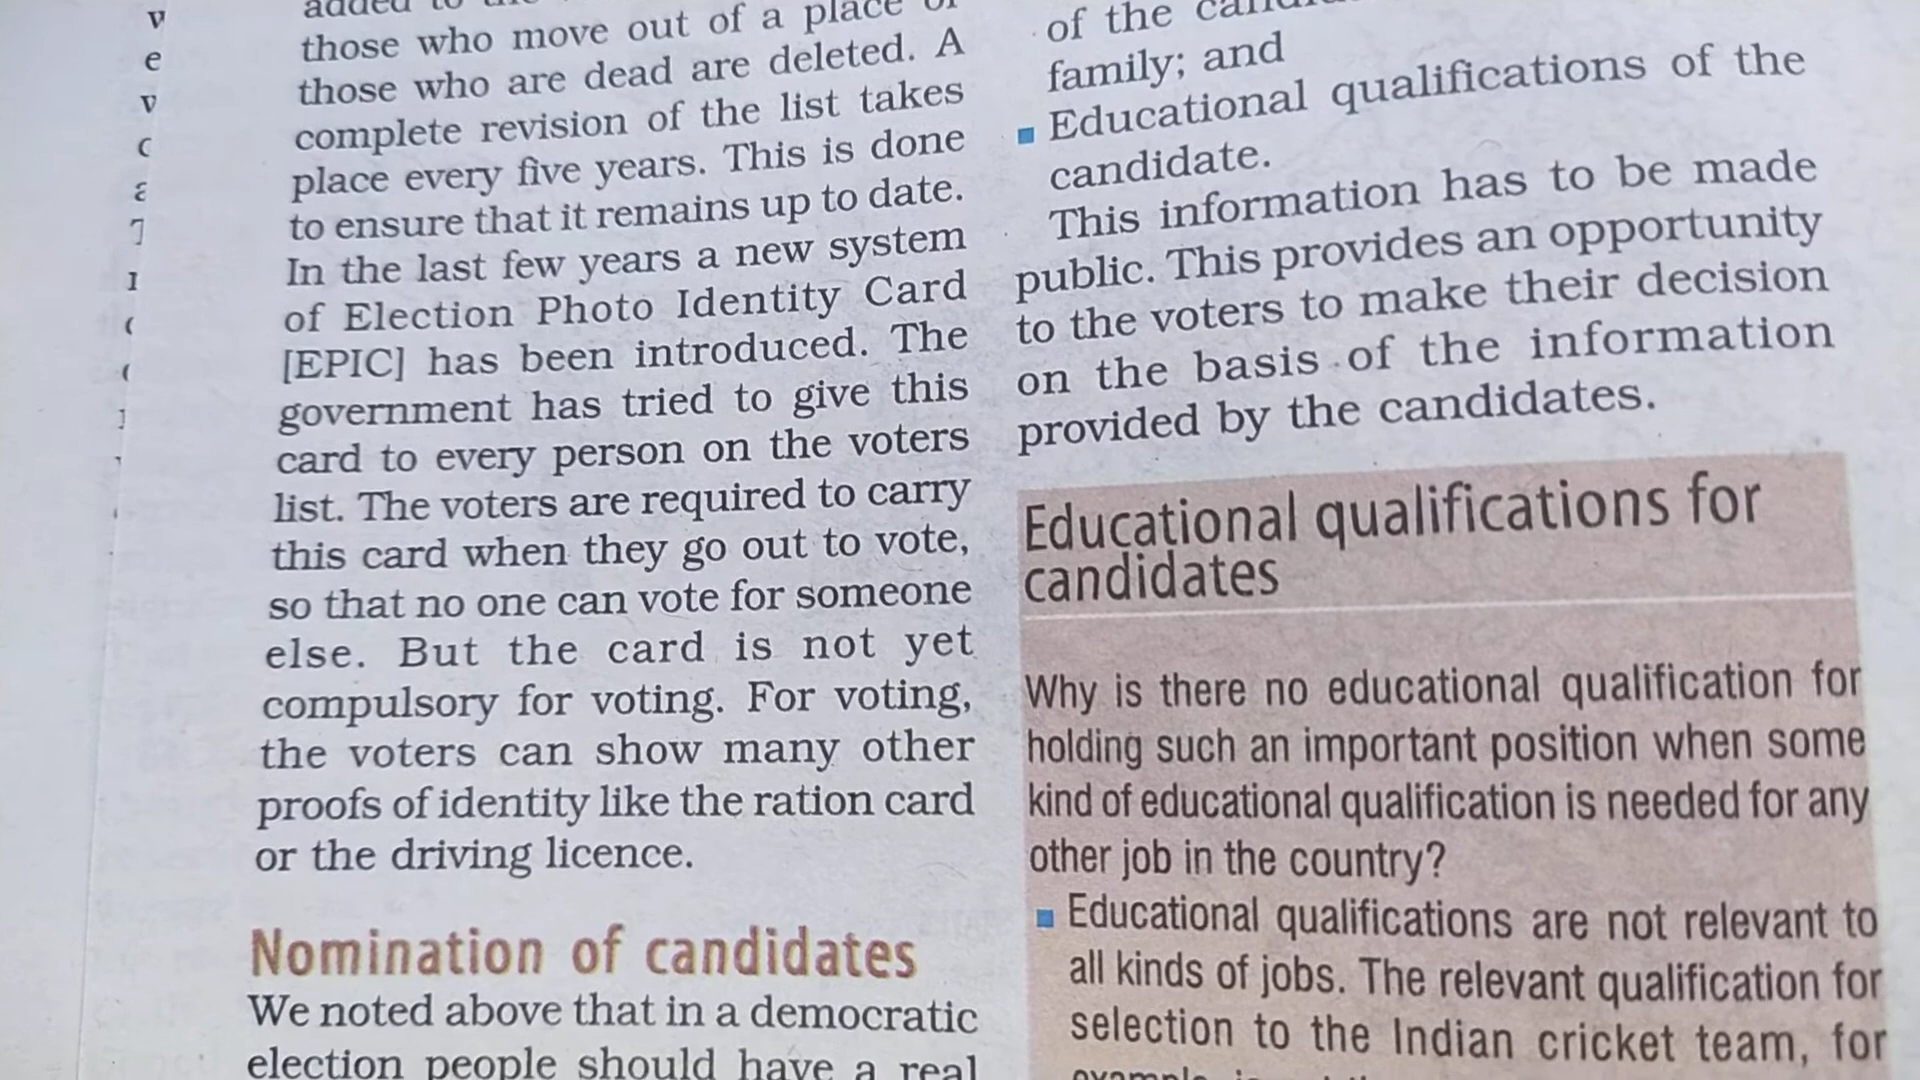 those who move out of a place
those who are dead are deleted. A
complete revision of the list takes
place every five years. This is done
to ensure that it remains up to date.
In the last few years a new system
of Election Photo Identity Card
[EPIC] has been introduced. The
government has tried to give this
card to every person on the voters
list. The voters are required to carry
this card when they go out to vote,
so that no one can vote for someone
else. But the card is not yet
compulsory for voting. For voting,
the voters can show many other
proofs of identity like the ration card
or the driving licence.
Nomination of candidates
We noted above that in a democratic
election people should have a real
of the
family; and
▪ Educational qualifications of the
candidate.
This information has to be made
public. This provides an opportunity
to the voters to make their decision
on the basis of the information
provided by the candidates.
Educational qualifications for
candidates
Why is there no educational qualification for
holding such an important position when some
kind of educational qualification is needed for any
other job in the country?
▪ Educational qualifications are not relevant to
all kinds of jobs. The relevant qualification for
selection to the Indian cricket team, for